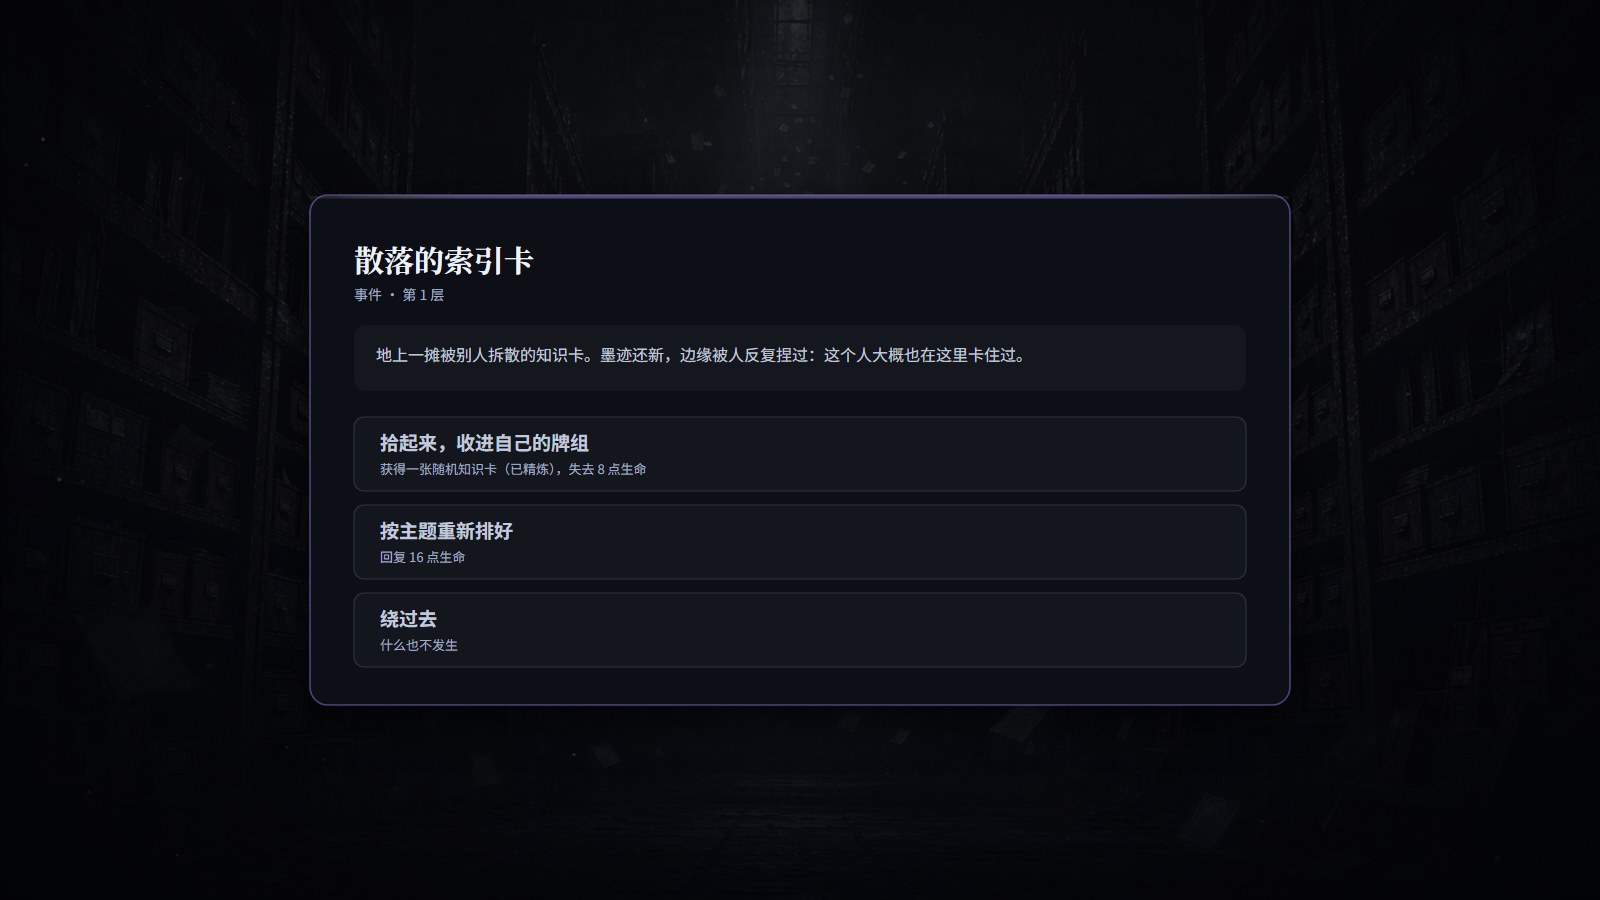 散落的索引卡
事件 · 第 1 层
地上一摊被别人拆散的知识卡。墨迹还新，边缘被人反复捏过：这个人大概也在这里卡住过。
拾起来，收进自己的牌组
获得一张随机知识卡（已精炼），失去 8 点生命
按主题重新排好
回复 16 点生命
绕过去
什么也不发生